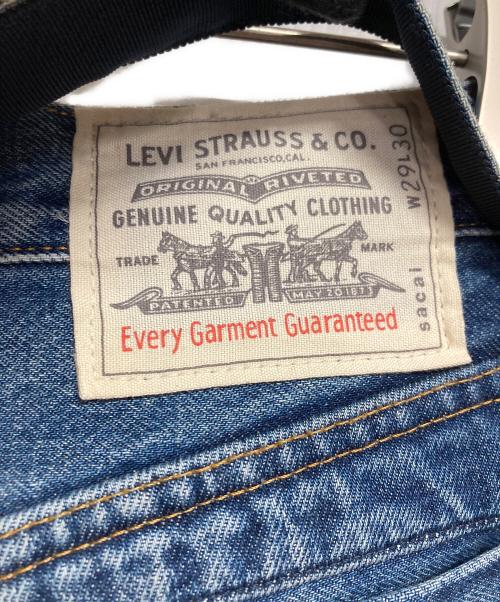 LEVI STRAUSS & CO.
SAN FRANCISCO, CAL.
ORIGINAL RIVETED
GENUINE QUALITY CLOTHING
TRADE MARK
PATENTED MAY 20 1873
Every Garment Guaranteed
W29L30
sacai